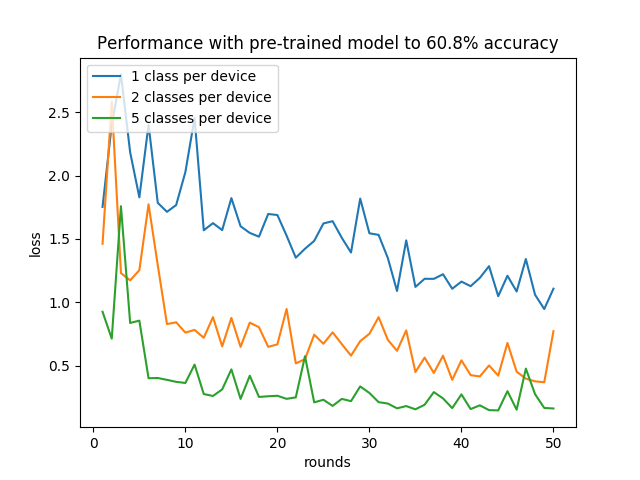 Performance with pre-trained model to 60.8% accuracy
1 class per device
2 classes per device
5 classes per device
2.5
2.0
1.5
1.0
0.5
loss
0
10
20
30
40
50
rounds